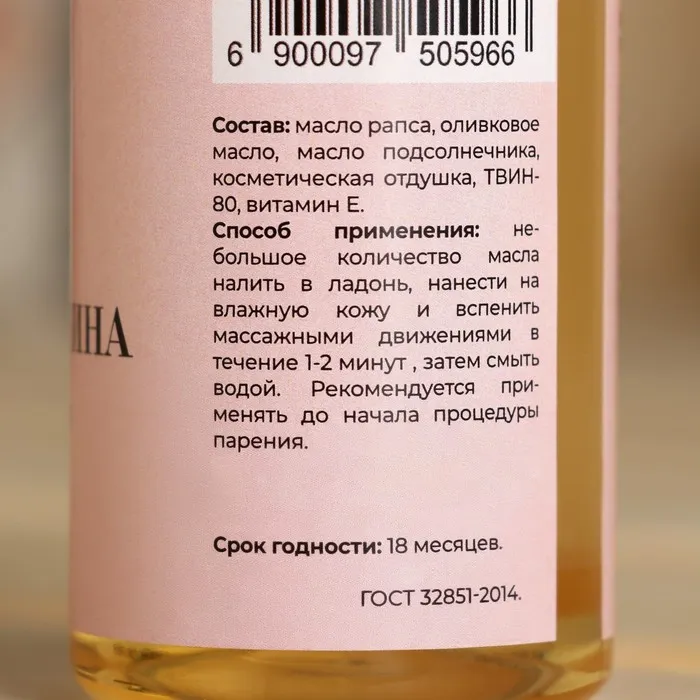 6 900097 505966
Состав: масло рапса, оливковое
масло, масло подсолнечника,
косметическая отдушка, ТВИН-
80, витамин Е.
Способ применения: не-
большое количество масла
налить в ладонь, нанести на
влажную кожу и вспенить
массажными движениями в
течение 1-2 минут , затем смыть
водой. Рекомендуется при-
менять до начала процедуры
парения.
Срок годности: 18 месяцев.
ГОСТ 32851-2014.